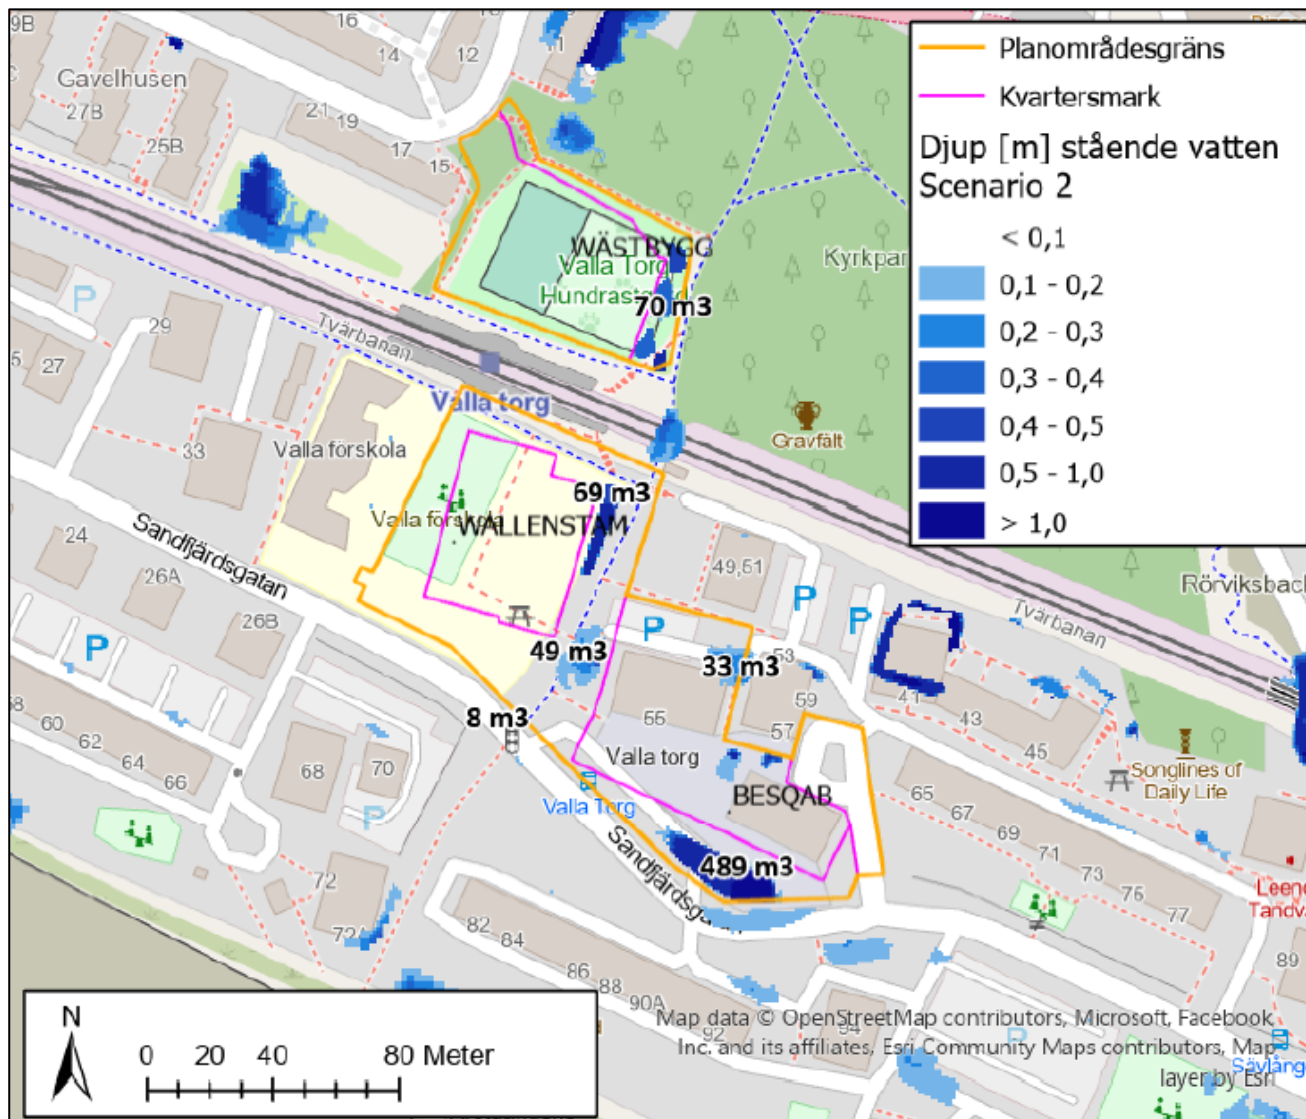 19B
16
14
12
11
Gavelhusen
27B
25B
21
19
17
15
Planområdesgräns
Kvartersmark
Djup [m] stående vatten
Scenario 2
< 0,1
0,1 - 0,2
0,2 - 0,3
0,3 - 0,4
0,4 - 0,5
0,5 - 1,0
> 1,0
WÄSTBYGG
Valla Torg
70 m3
Kyrkpar
P
29
27
33
Tvärbanan
Valla torg
Gravfält
Valla förskola
69 m3
Valla förskola
WALLENSTAM
24
26A
26B
Sandfjärdsgatan
49,51
P
P
P
P
Tvärbanan
Rörviksbac
49 m3
33 m3
53
59
57
55
41
43
45
8 m3
60
62
64
66
68
70
P
Valla torg
Valla Torg
BESQAB
Songlines of
Daily Life
65
67
69
71
73
75
77
489 m3
Sandfjärdsga
72
72A
82
84
86
88
90A
92
94
Leend
Tandvå
89
P
N
0 20 40 80 Meter
Map data © OpenStreetMap contributors, Microsoft, Facebook,
Inc. and its affiliates, Esri Community Maps contributors, Map
layer by Esri
Sävlång